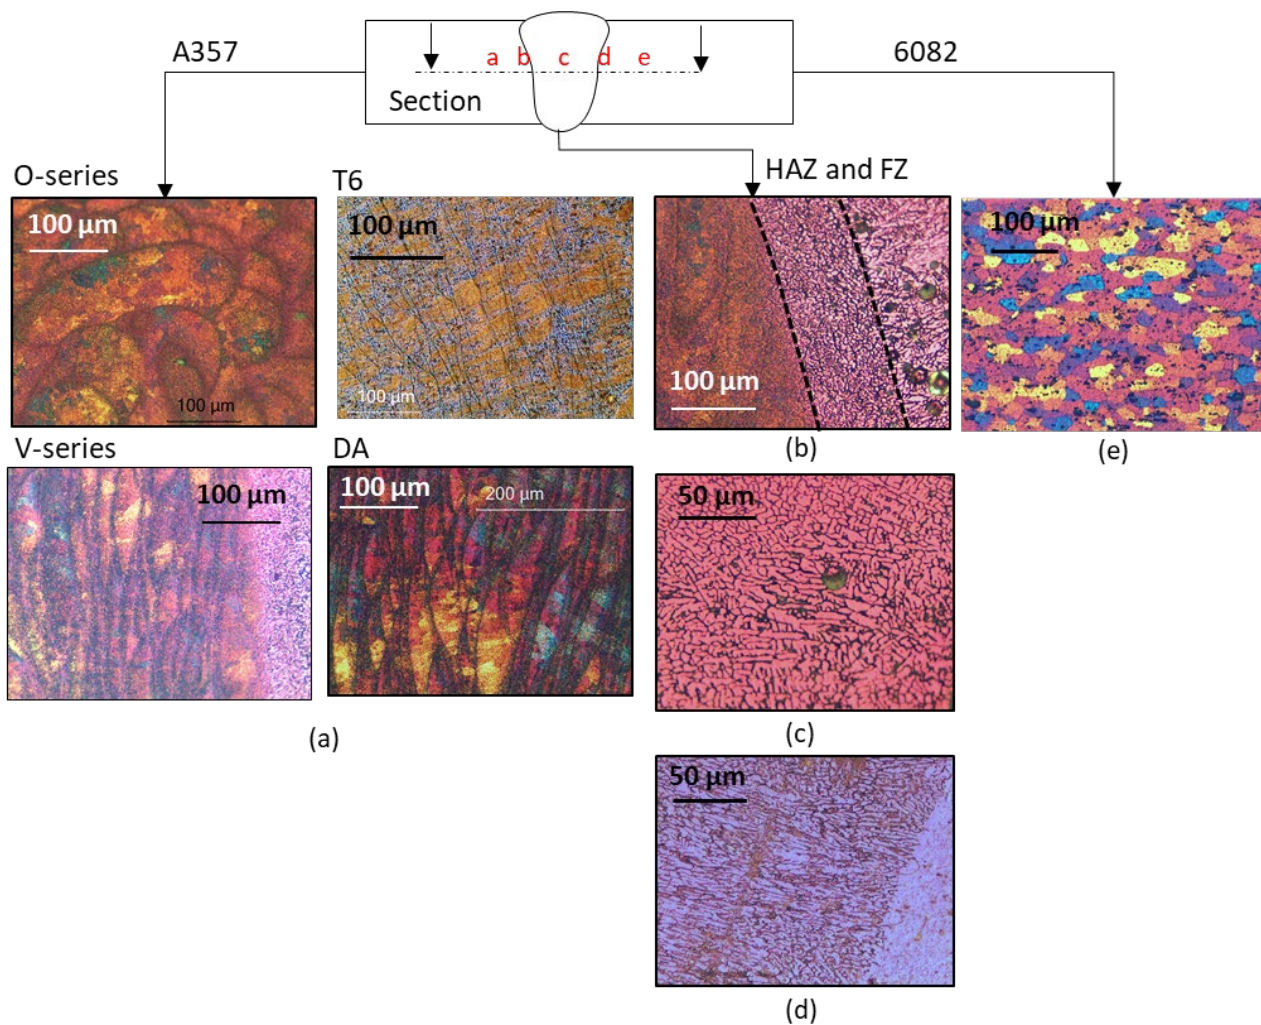 A357
6082
a b c d e
Section
HAZ and FZ
O-series
T6
100 µm
100 µm
100 µm
100 µm
100 µm
100 µm
(b)
(e)
V-series
DA
100 µm
100 µm
200 µm
50 µm
(a)
(c)
50 µm
(d)